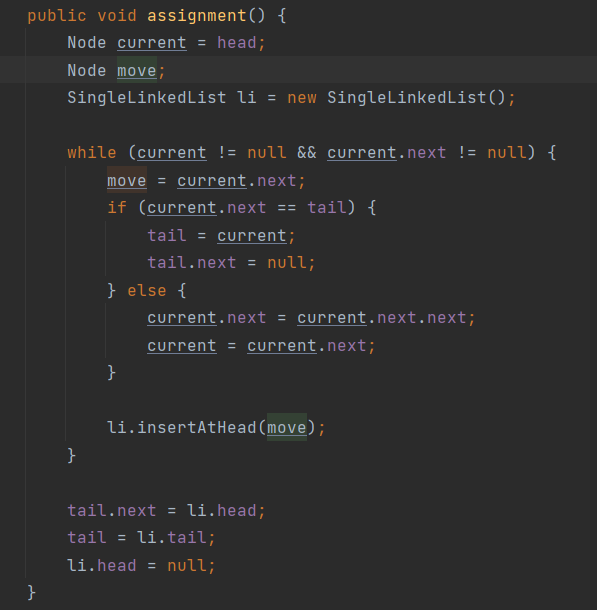 public void assignment() {
    Node current = head;
    Node move;
    SingleLinkedList li = new SingleLinkedList();

    while (current != null && current.next != null) {
        move = current.next;
        if (current.next == tail) {
            tail = current;
            tail.next = null;
        } else {
            current.next = current.next.next;
            current = current.next;
        }

        li.insertAtHead(move);
    }

    tail.next = li.head;
    tail = li.tail;
    li.head = null;
}